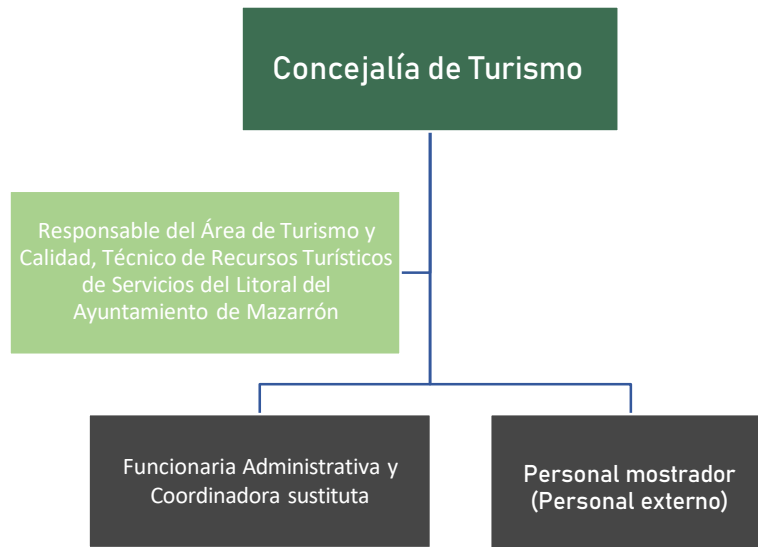 Concejalía de Turismo
Responsable del Área de Turismo y
Calidad, Técnico de Recursos Turísticos
de Servicios del Litoral del
Ayuntamiento de Mazarrón
Funcionaria Administrativa y
Coordinadora sustituta
Personal mostrador
(Personal externo)